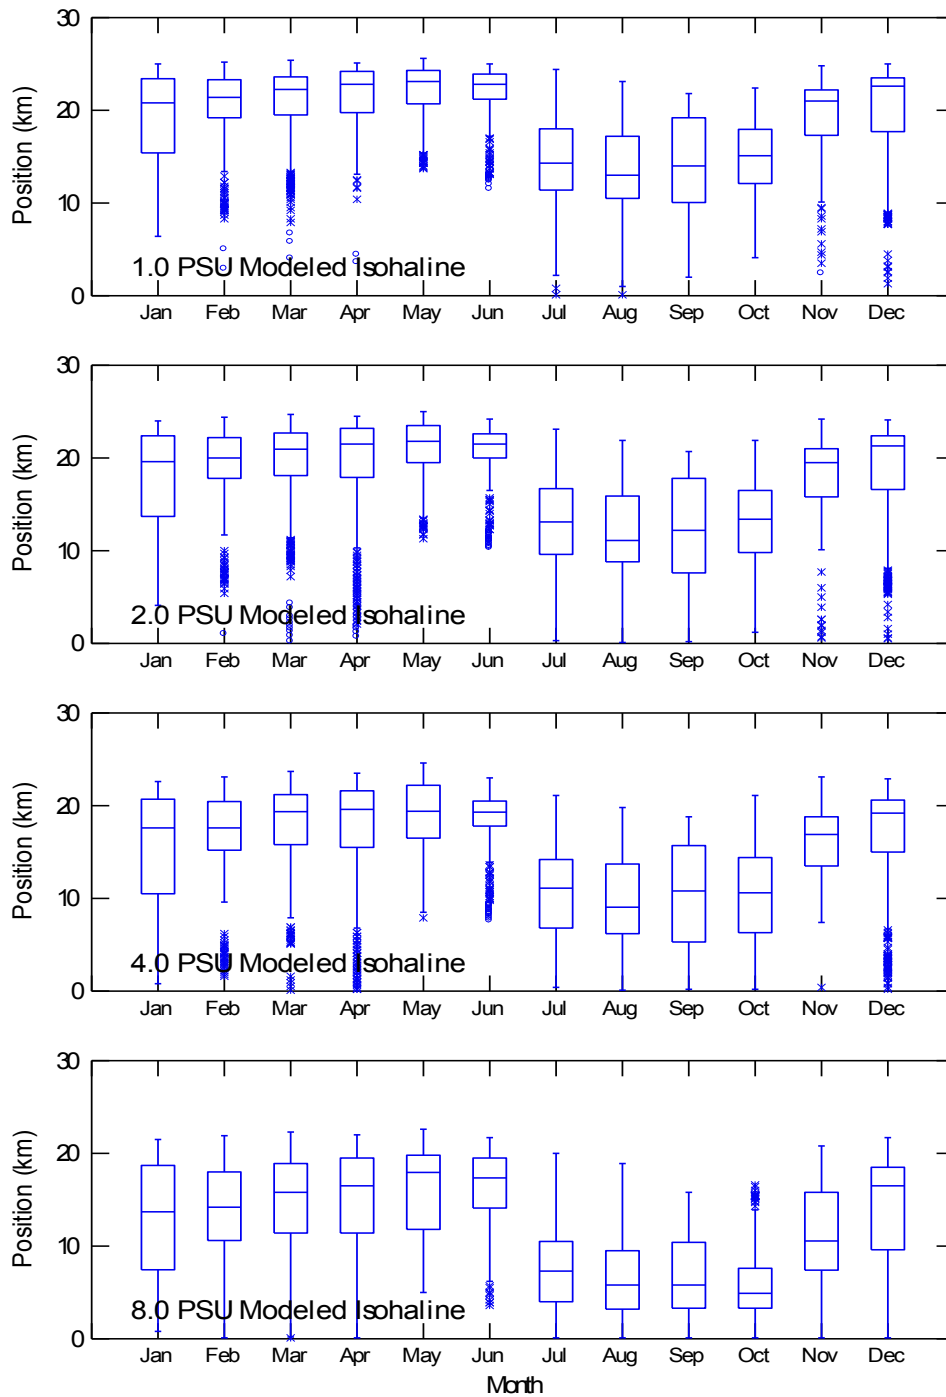 30
20
10
0
Position (km)
1.0 PSU Modeled Isohaline
Jan Feb Mar Apr May Jun Jul Aug Sep Oct Nov Dec
30
20
10
0
Position (km)
2.0 PSU Modeled Isohaline
Jan Feb Mar Apr May Jun Jul Aug Sep Oct Nov Dec
30
20
10
0
Position (km)
4.0 PSU Modeled Isohaline
Jan Feb Mar Apr May Jun Jul Aug Sep Oct Nov Dec
30
20
10
0
Position (km)
8.0 PSU Modeled Isohaline
Jan Feb Mar Apr May Jun Jul Aug Sep Oct Nov Dec
Month